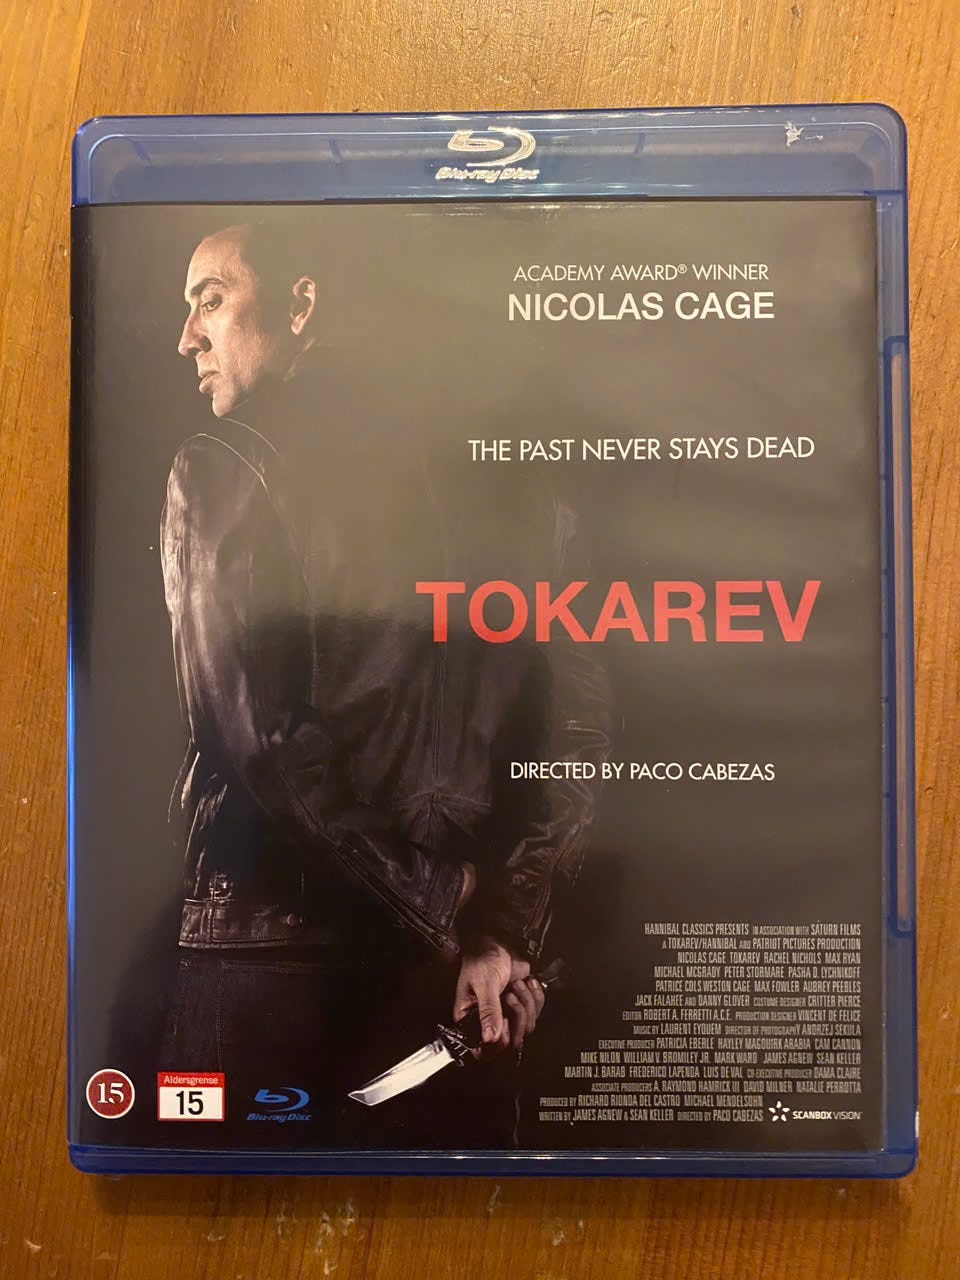 Blu-ray Disc
ACADEMY AWARD® WINNER
NICOLAS CAGE
THE PAST NEVER STAYS DEAD
TOKAREV
DIRECTED BY PACO CABEZAS
HANNIBAL CLASSICS PRESENTS IN ASSOCIATION WITH SATURN FILMS
A TOKAREV/HANNIBAL AND PATRIOT PICTURES PRODUCTION
NICOLAS CAGE TOKAREV RACHEL NICHOLS MAX RYAN
MICHAEL MCGRADY PETER STORMARE PASHA D. LYCHNIKOFF
PATRICE COLS WESTON CAGE MAX FOWLER AUBREY PEEPLES
JACK FALAHEE AND DANNY GLOVER COSTUME DESIGNER CRITTER PIERCE
EDITOR ROBERT A. FERRETTI A.C.E. PRODUCTION DESIGNER VINCENT DE FELICE
MUSIC BY LAURENT EYQUEM DIRECTOR OF PHOTOGRAPHY ANDRZEJ SEKULA
EXECUTIVE PRODUCER PATRICIA EBERLE HAYLEY MAGOUIRK ARABIA CAM CANNON
MIKE NILON WILLIAM V. BROMILEY JR. MARK WARD JAMES AGNEW SEAN KELLER
MARTIN J. BARAB FREDERICO LAPENDA LUIS DE VAL CO-EXECUTIVE PRODUCER DAMA CLAIRE
ASSOCIATE PRODUCERS A. RAYMOND HAMRICK III DAVID MILNER NATALIE PERROTTA
PRODUCED BY RICHARD RIONDA DEL CASTRO MICHAEL MENDELSOHN
WRITTEN BY JAMES AGNEW & SEAN KELLER DIRECTED BY PACO CABEZAS
SCANBOX VISION
15
Aldersgrense
15
Blu-ray Disc